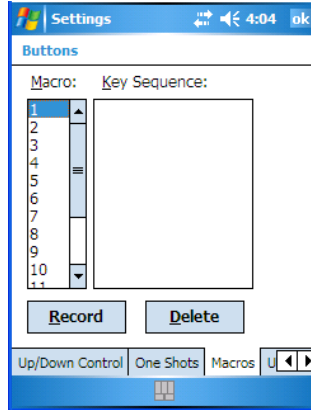 Settings 4:04 ok
Buttons
Macro: Key Sequence:
1
2
3
4
5
6
7
8
9
10
11
Record Delete
Up/Down Control One Shots Macros U